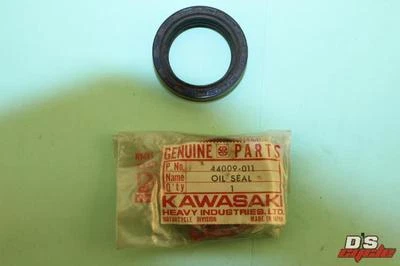 GENUINE PARTS
P. No. 44009-011
Name OIL SEAL
Q'ty 1
KAWASAKI
HEAVY INDUSTRIES, LTD.
MOTORCYCLE DIVISION MADE IN JAPAN
D'S
cycle